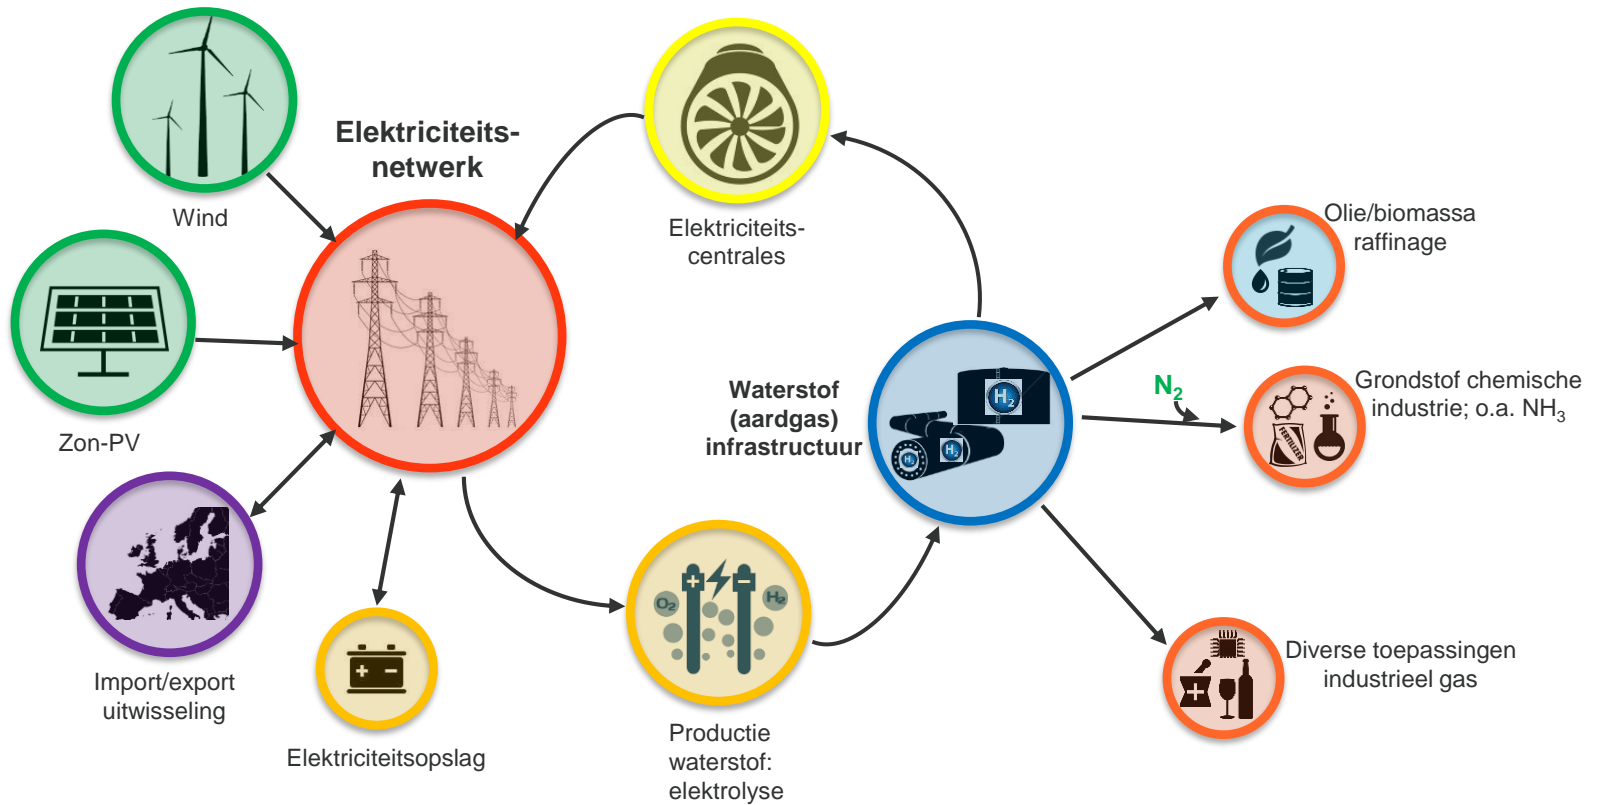 Wind
Elektriciteits-
netwerk
Zon-PV
Import/export
uitwisseling
Elektriciteitsopslag
Elektriciteits-
centrales
O2
H2
Productie
waterstof:
elektrolyse
Waterstof
(aardgas)
infrastructuur
H2
H2
H2
Olie/biomassa
raffinage
N2
Grondstof chemische
industrie; o.a. NH3
FERTILIZER
Diverse toepassingen
industrieel gas